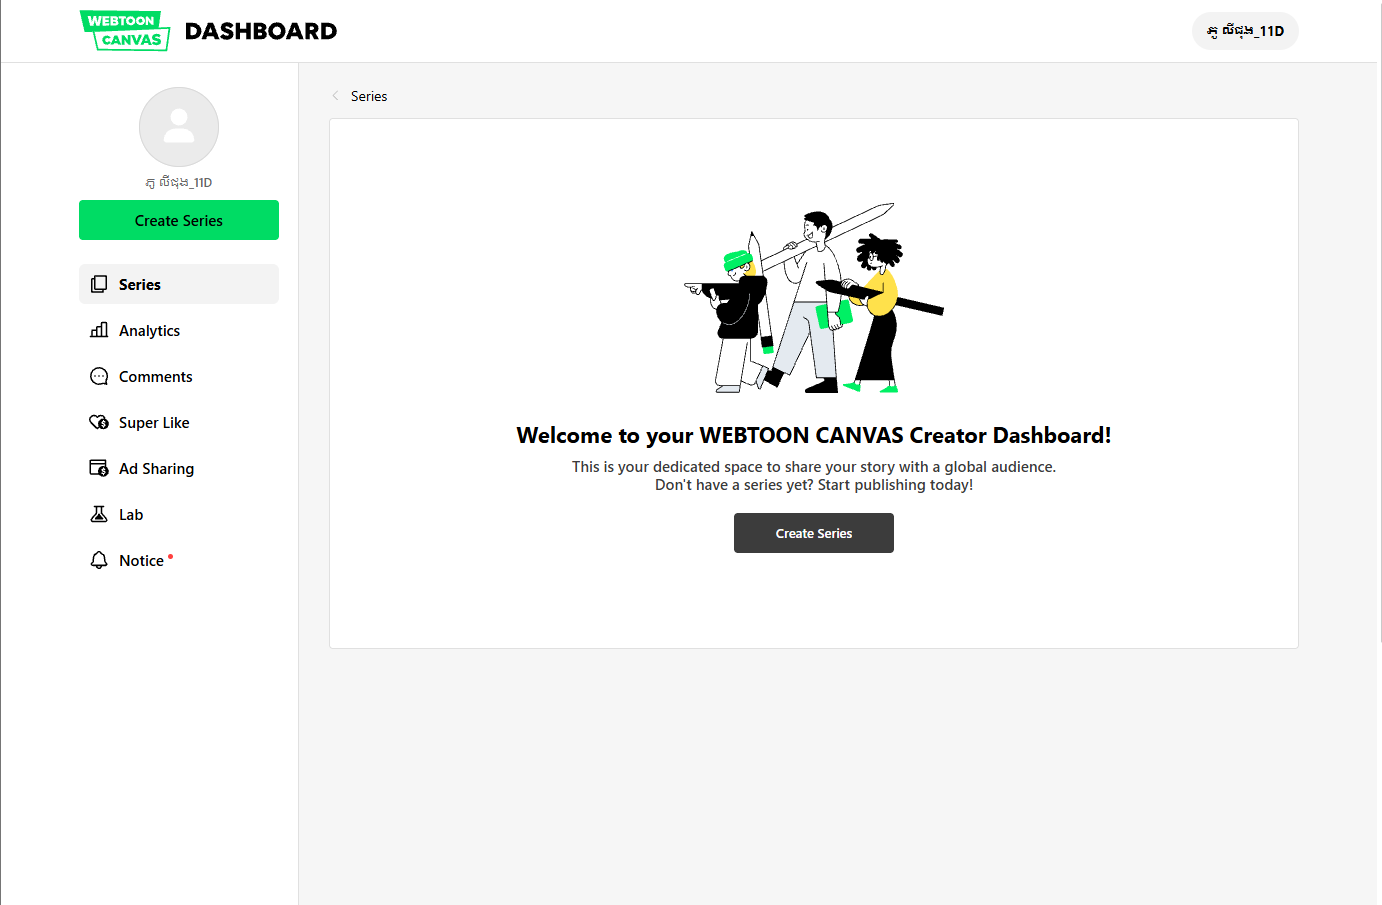 WEBTOON
CANVAS
DASHBOARD
ភូ លីជុង_11D
ភូ លីជុង_11D
Create Series
Series
Analytics
Comments
Super Like
Ad Sharing
Lab
Notice
Series
Welcome to your WEBTOON CANVAS Creator Dashboard!
This is your dedicated space to share your story with a global audience.
Don't have a series yet? Start publishing today!
Create Series